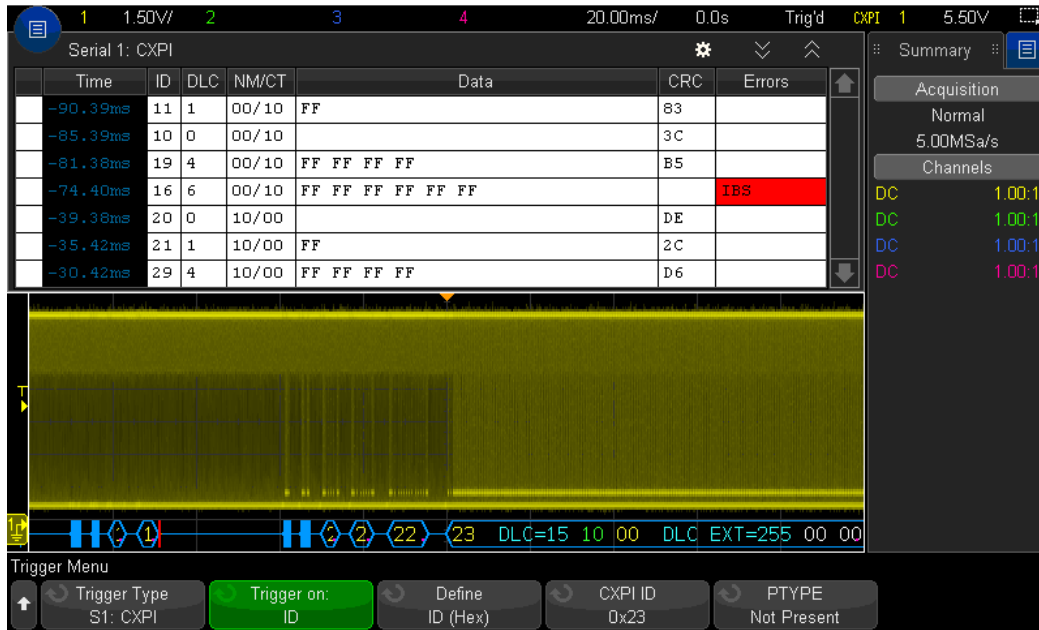 1 1.50V/ 2 3 4 20.00ms/ 0.0s Trig'd CXPI 1 5.50V
Serial 1: CXPI
Summary
Time ID DLC NM/CT Data CRC Errors
-90.39ms 11 1 00/10 FF 83
-85.39ms 10 0 00/10 3C
-81.38ms 19 4 00/10 FF FF FF FF B5
-74.40ms 16 6 00/10 FF FF FF FF FF FF IBS
-39.38ms 20 0 10/00 DE
-35.42ms 21 1 10/00 FF 2C
-30.42ms 29 4 10/00 FF FF FF FF D6
Acquisition
Normal
5.00MSa/s
Channels
DC 1.00:1
DC 1.00:1
DC 1.00:1
DC 1.00:1
T
1 2 2 22 23 DLC=15 10 00 DLC EXT=255 00 00
Trigger Menu
Trigger Type
S1: CXPI
Trigger on:
ID
Define
ID (Hex)
CXPI ID
0x23
PTYPE
Not Present